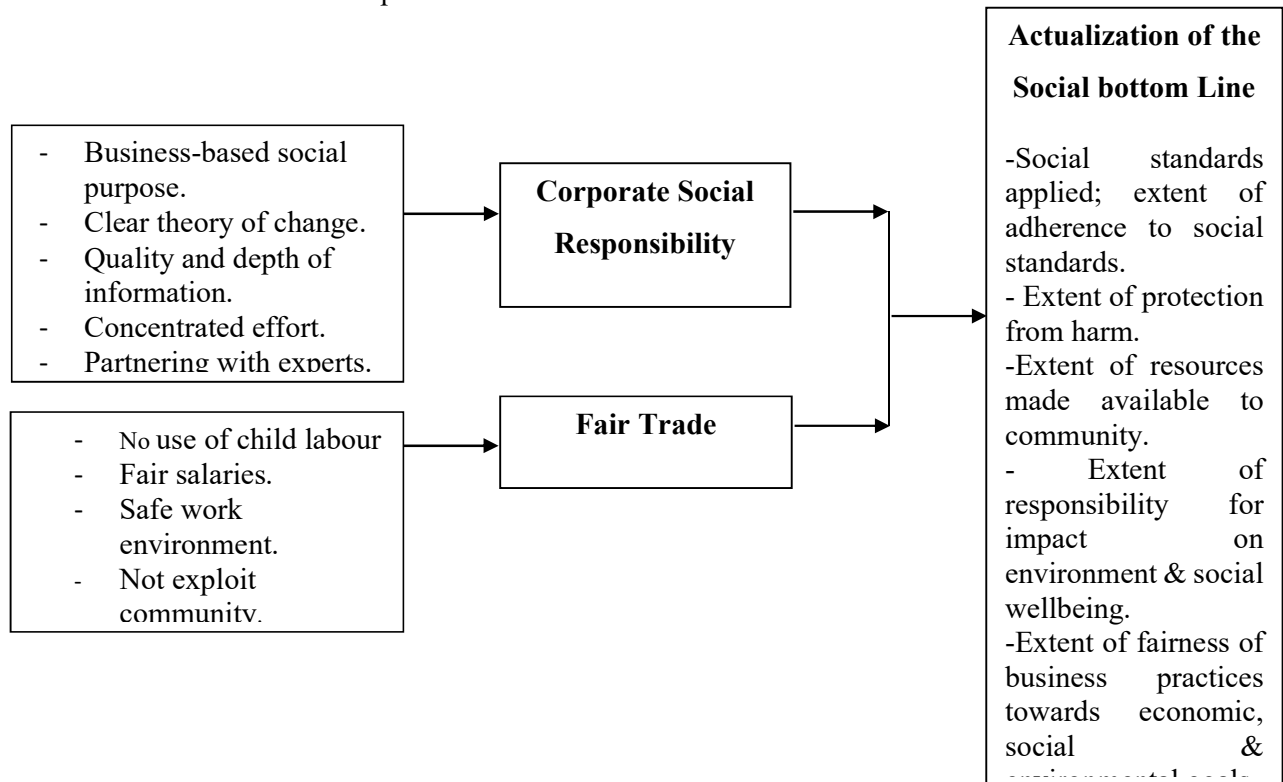 - Business-based social
purpose.
- Clear theory of change.
- Quality and depth of
information.
- Concentrated effort.
- Partnering with experts.
- No use of child labour
- Fair salaries.
- Safe work
environment.
- Not exploit
community.
Corporate Social
Responsibility
Fair Trade
Actualization of the
Social bottom Line
-Social standards
applied; extent of
adherence to social
standards.
- Extent of protection
from harm.
-Extent of resources
made available to
community.
- Extent of
responsibility for
impact on
environment & social
wellbeing.
-Extent of fairness of
business practices
towards economic,
social &
environmental goals.